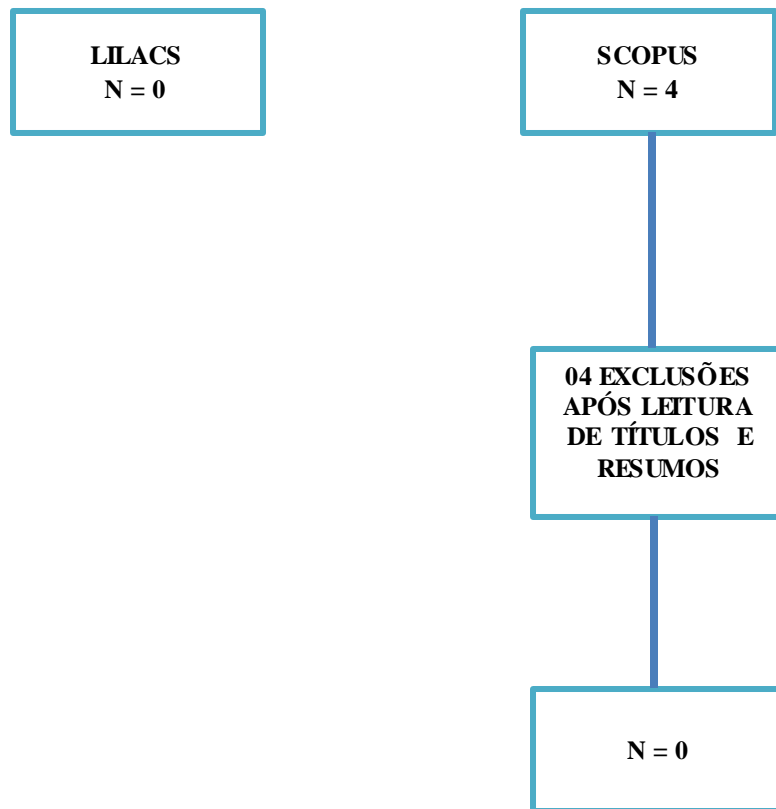 LILACS
N = 0
SCOPUS
N = 4
04 EXCLUSÕES
APÓS LEITURA
DE TÍTULOS E
RESUMOS
N = 0